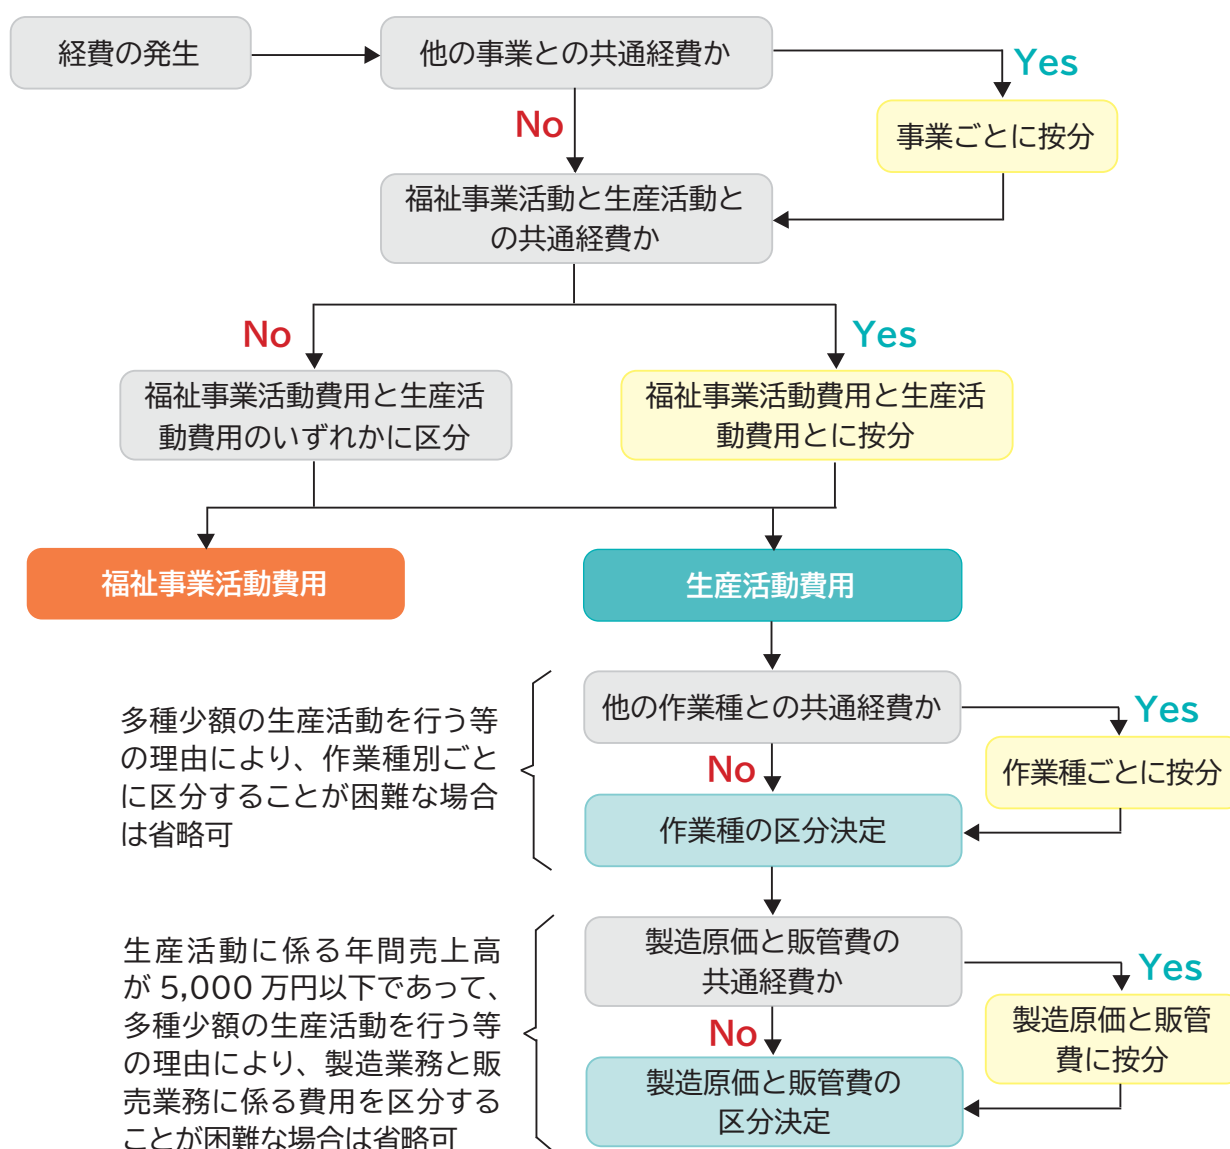 経費の発生
他の事業との共通経費か
Yes
No
事業ごとに按分
福祉事業活動と生産活動と
の共通経費か
No
Yes
福祉事業活動費用と生産活
動費用のいずれかに区分
福祉事業活動費用と生産活
動費用とに按分
福祉事業活動費用
生産活動費用
多種少額の生産活動を行う等
の理由により、作業種別ごと
に区分することが困難な場合
は省略可
他の作業種との共通経費か
Yes
No
作業種ごとに按分
作業種の区分決定
生産活動に係る年間売上高
が 5,000 万円以下であって、
多種少額の生産活動を行う等
の理由により、製造業務と販
売業務に係る費用を区分する
ことが困難な場合は省略可
製造原価と販管費の
共通経費か
Yes
No
製造原価と販管
費に按分
製造原価と販管費の
区分決定